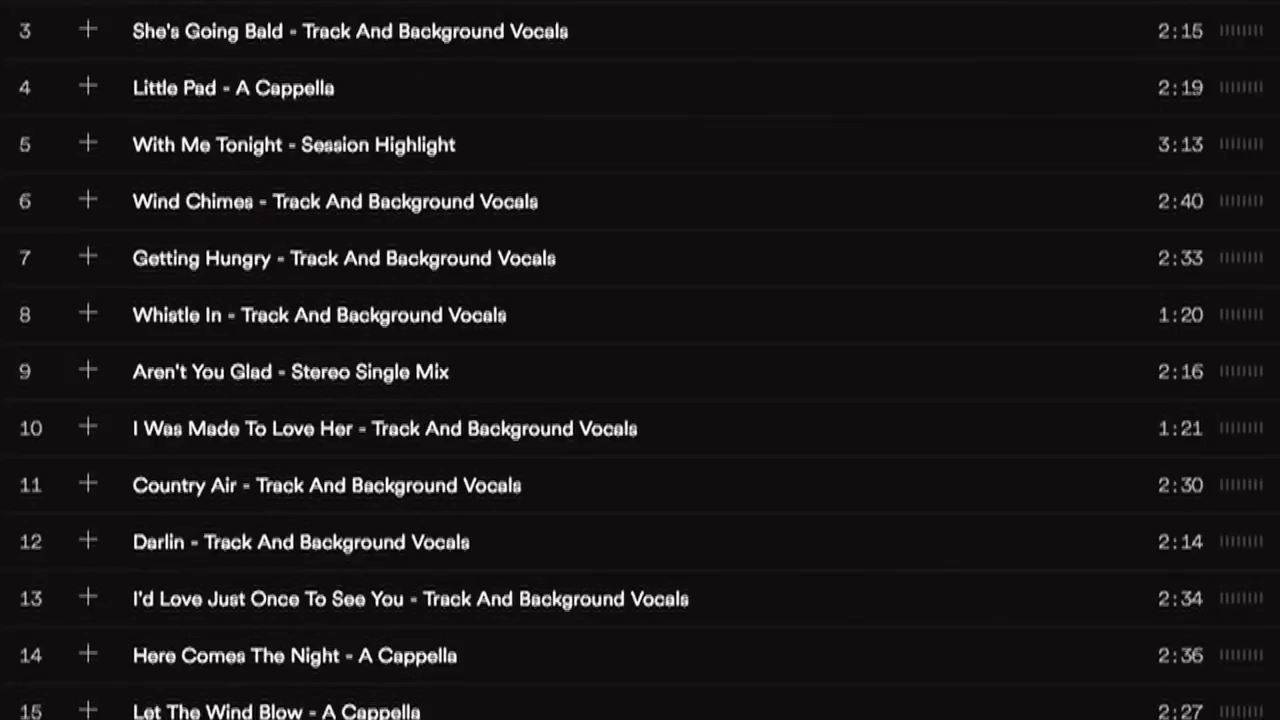 3 + She's Going Bald - Track And Background Vocals 2:15
4 + Little Pad - A Cappella 2:19
5 + With Me Tonight - Session Highlight 3:13
6 + Wind Chimes - Track And Background Vocals 2:40
7 + Getting Hungry - Track And Background Vocals 2:33
8 + Whistle In - Track And Background Vocals 1:20
9 + Aren't You Glad - Stereo Single Mix 2:16
10 + I Was Made To Love Her - Track And Background Vocals 1:21
11 + Country Air - Track And Background Vocals 2:30
12 + Darlin - Track And Background Vocals 2:14
13 + I'd Love Just Once To See You - Track And Background Vocals 2:34
14 + Here Comes The Night - A Cappella 2:36
15 + Let The Wind Blow - A Cappella 2:27